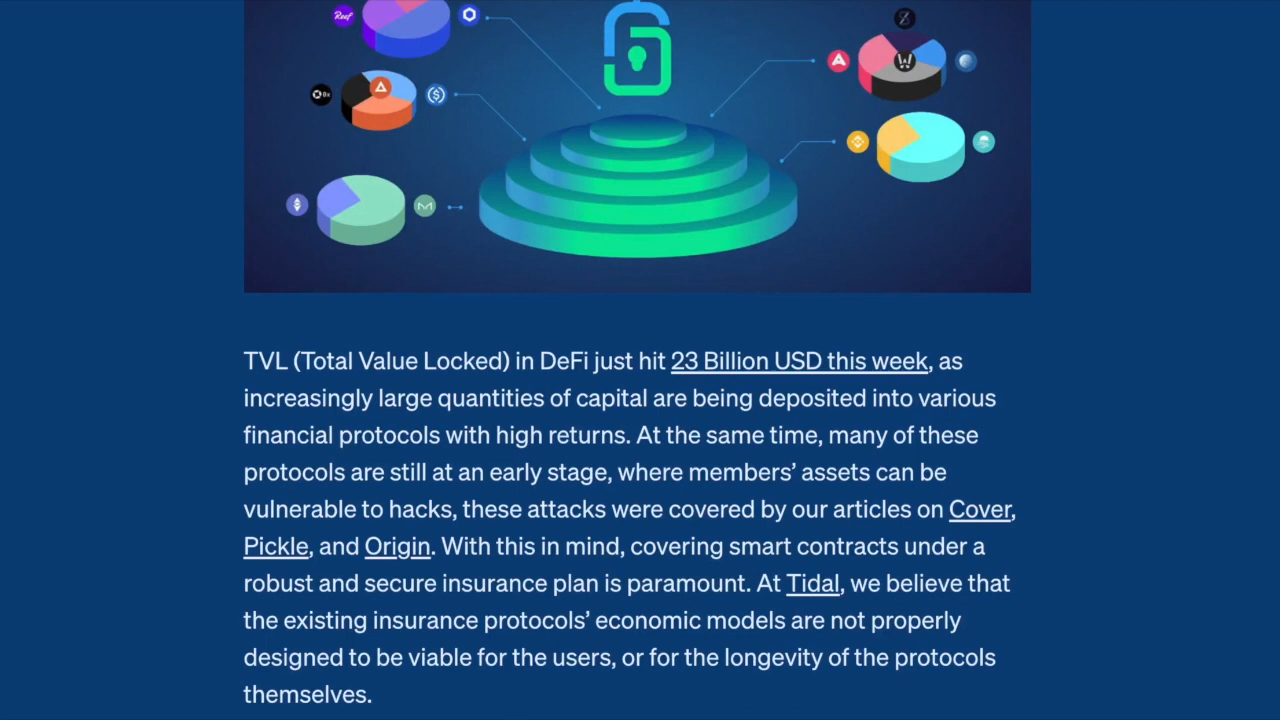 Reef
0x
TVL (Total Value Locked) in DeFi just hit 23 Billion USD this week, as
increasingly large quantities of capital are being deposited into various
financial protocols with high returns. At the same time, many of these
protocols are still at an early stage, where members’ assets can be
vulnerable to hacks, these attacks were covered by our articles on Cover,
Pickle, and Origin. With this in mind, covering smart contracts under a
robust and secure insurance plan is paramount. At Tidal, we believe that
the existing insurance protocols’ economic models are not properly
designed to be viable for the users, or for the longevity of the protocols
themselves.